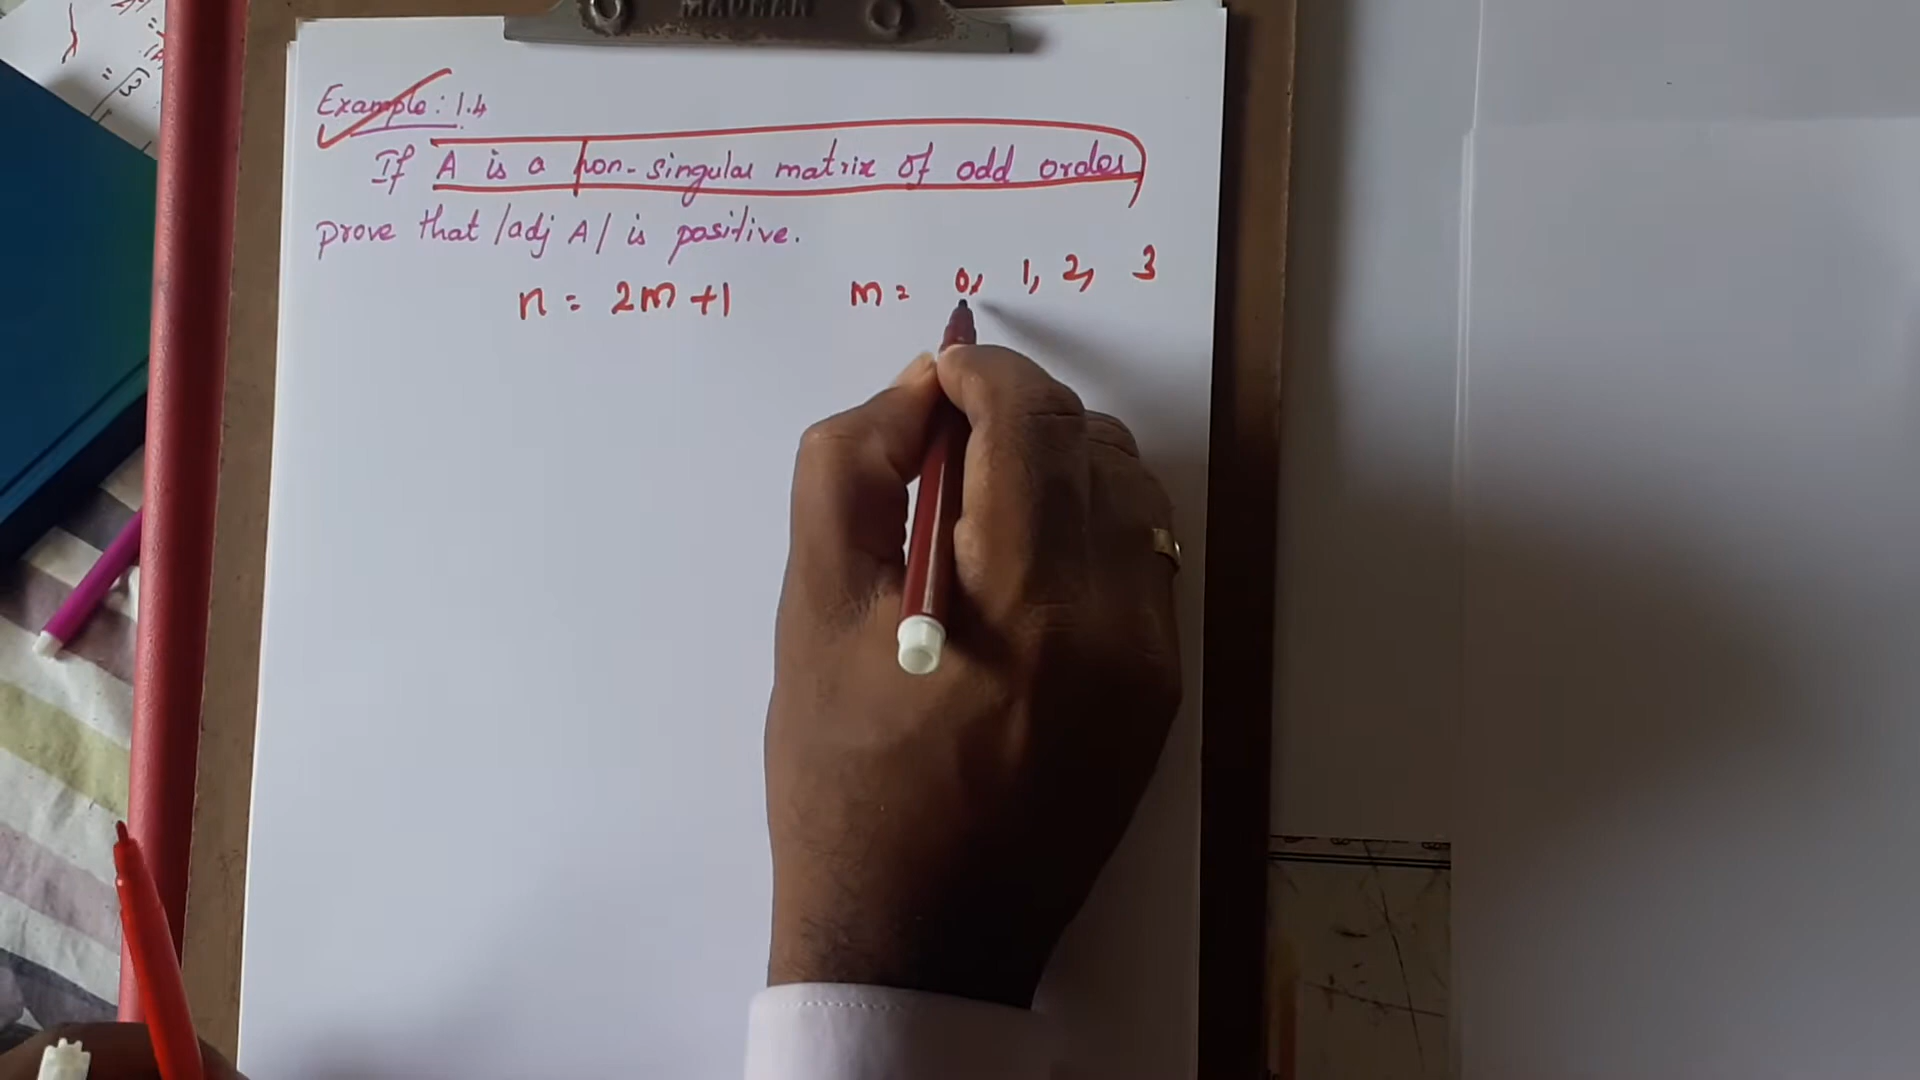 MADHAN
Example: 1.4
If A is a non-singular matrix of odd order
prove that |adj A| is positive.
n = 2m+1 m = 0, 1, 2, 3